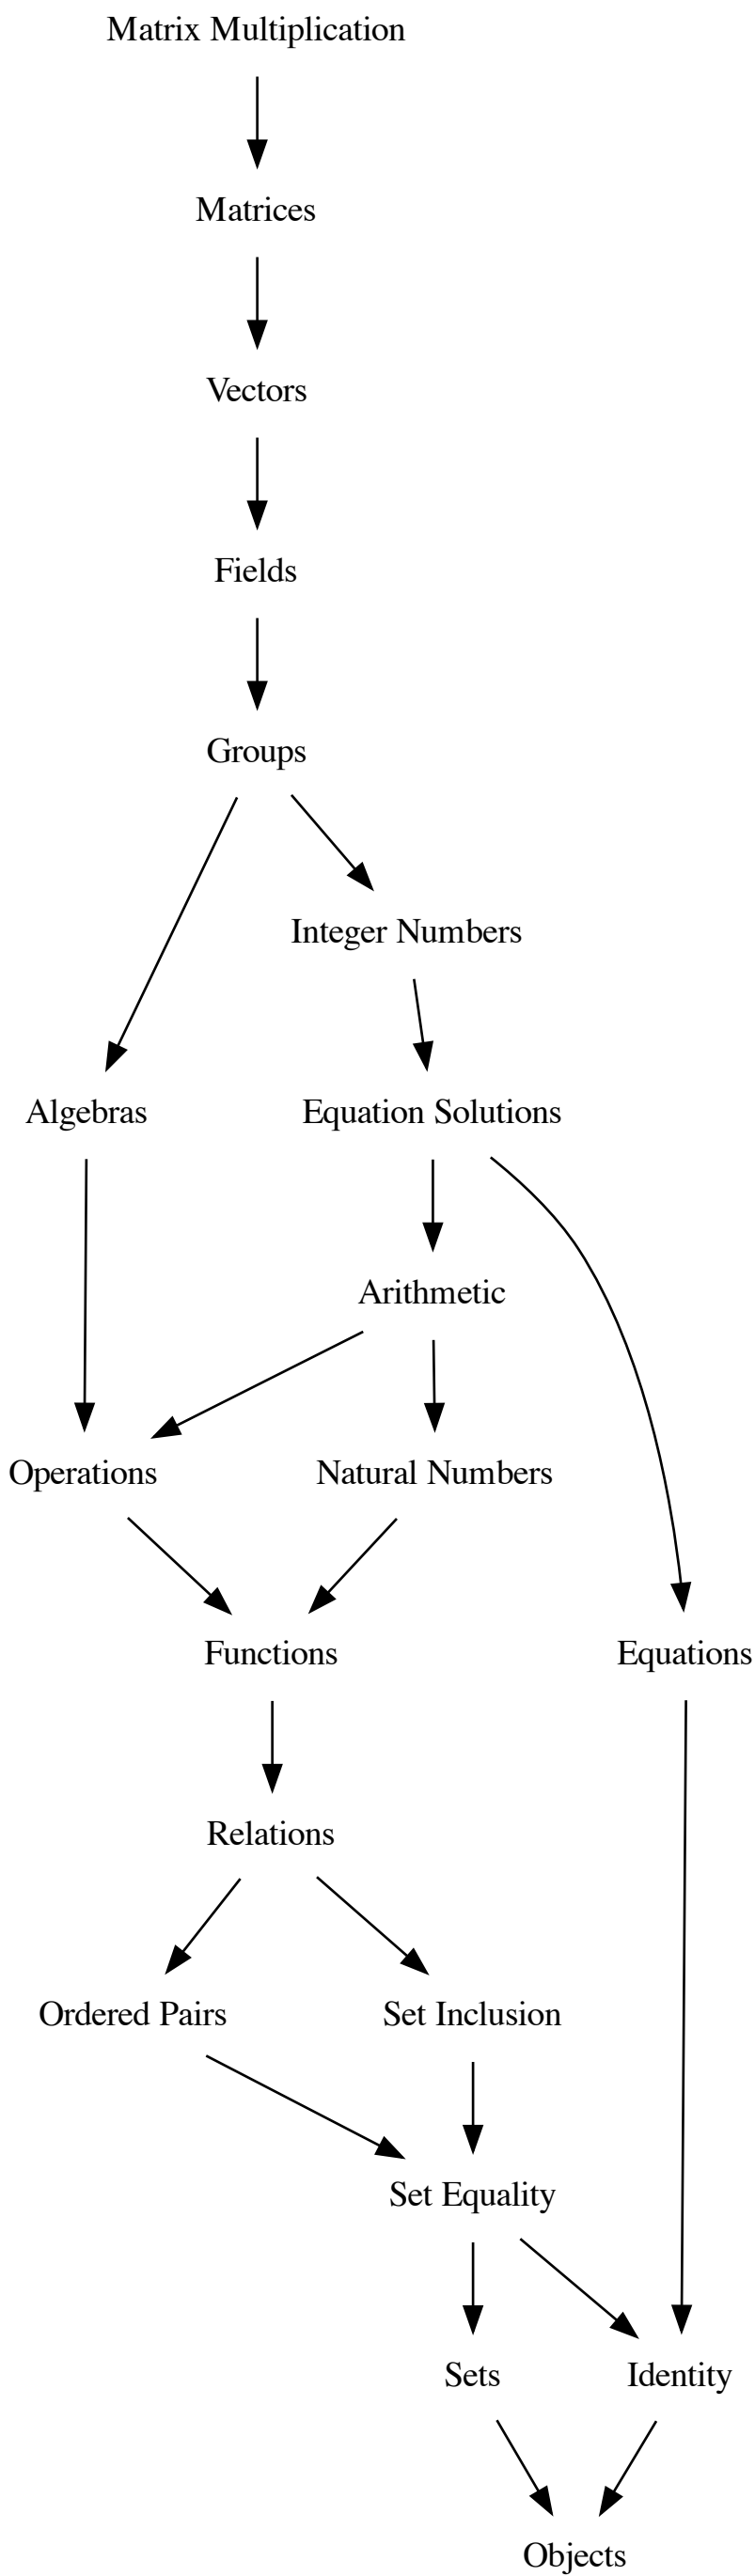 Matrix Multiplication
Matrices
Vectors
Fields
Groups
Integer Numbers
Algebras
Equation Solutions
Arithmetic
Operations
Natural Numbers
Functions
Equations
Relations
Ordered Pairs
Set Inclusion
Set Equality
Sets
Identity
Objects